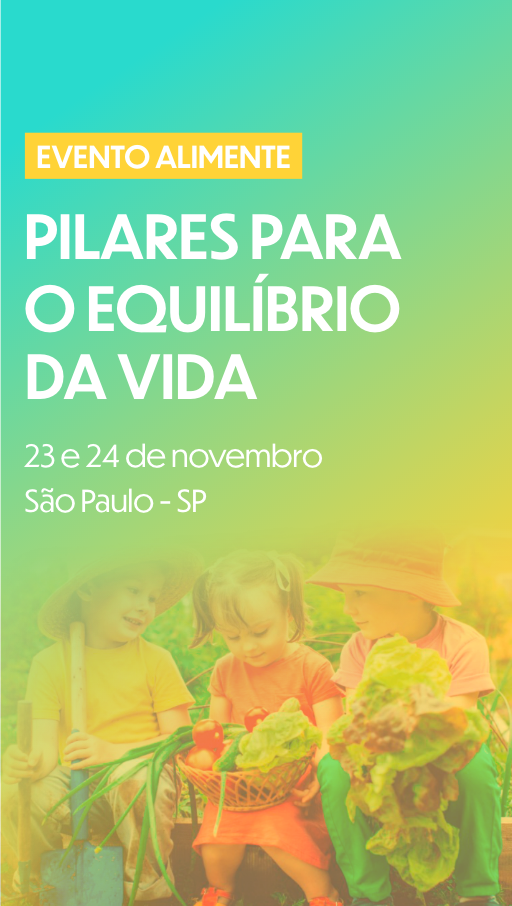 EVENTO ALIMENTE
PILARES PARA
O EQUILÍBRIO
DA VIDA
23 e 24 de novembro
São Paulo - SP